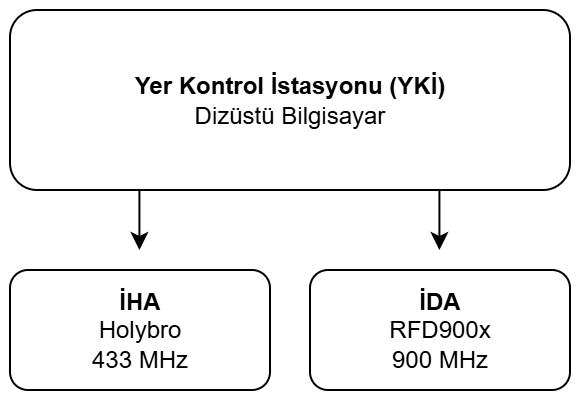 Yer Kontrol İstasyonu (YKİ)
Dizüstü Bilgisayar
İHA
Holybro
433 MHz
İDA
RFD900x
900 MHz